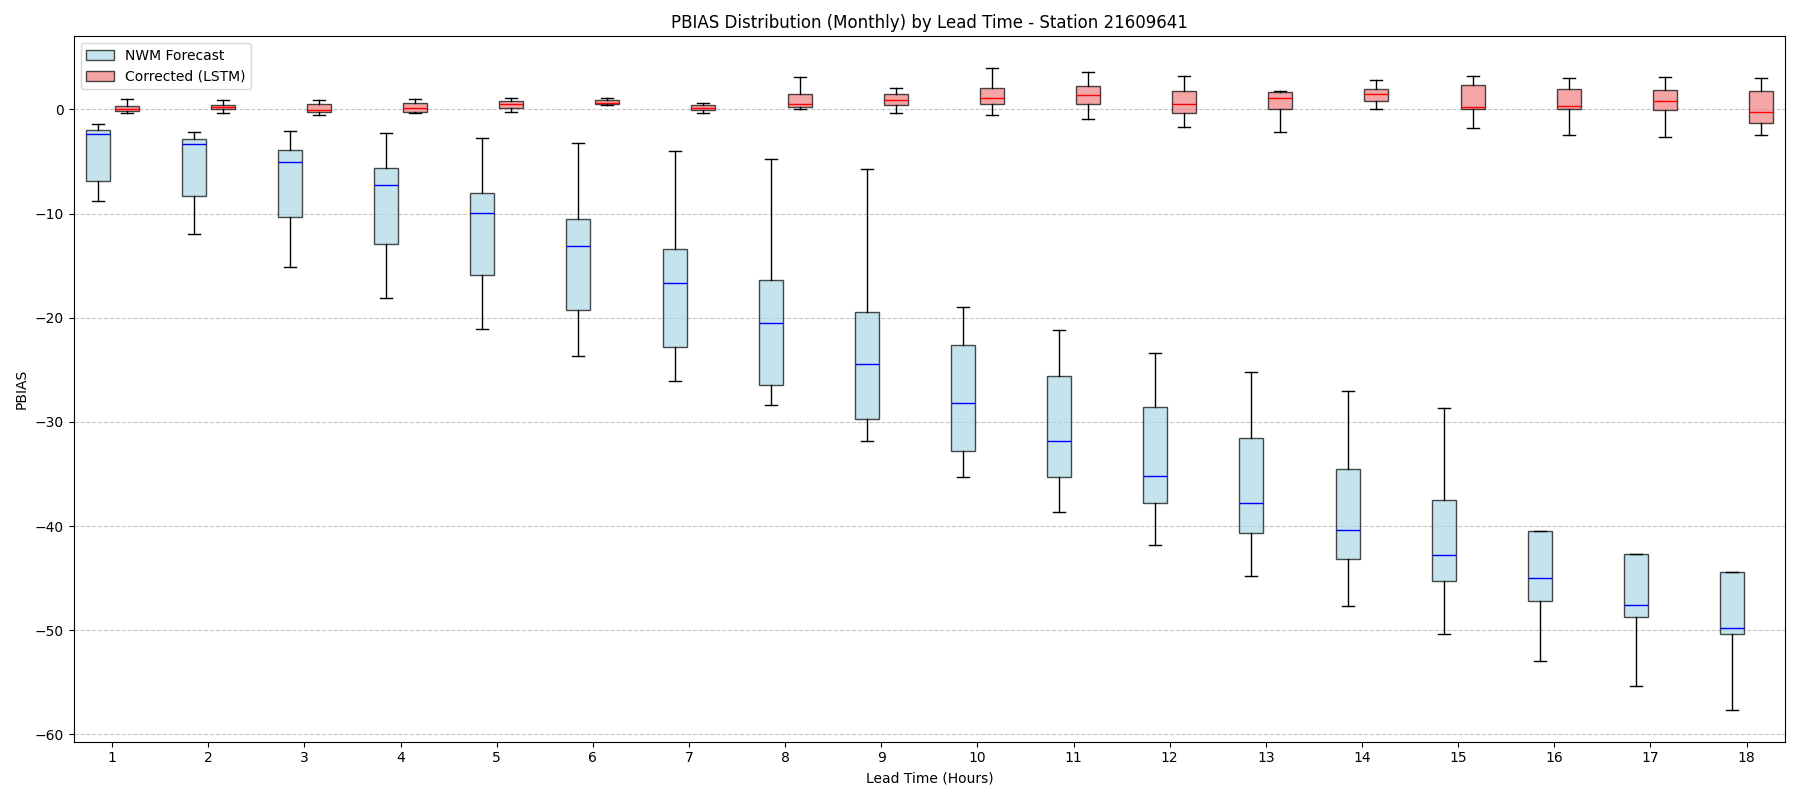 PBIAS Distribution (Monthly) by Lead Time - Station 21609641
NWM Forecast
Corrected (LSTM)
PBIAS
0
−10
−20
−30
−40
−50
−60
1 2 3 4 5 6 7 8 9 10 11 12 13 14 15 16 17 18
Lead Time (Hours)